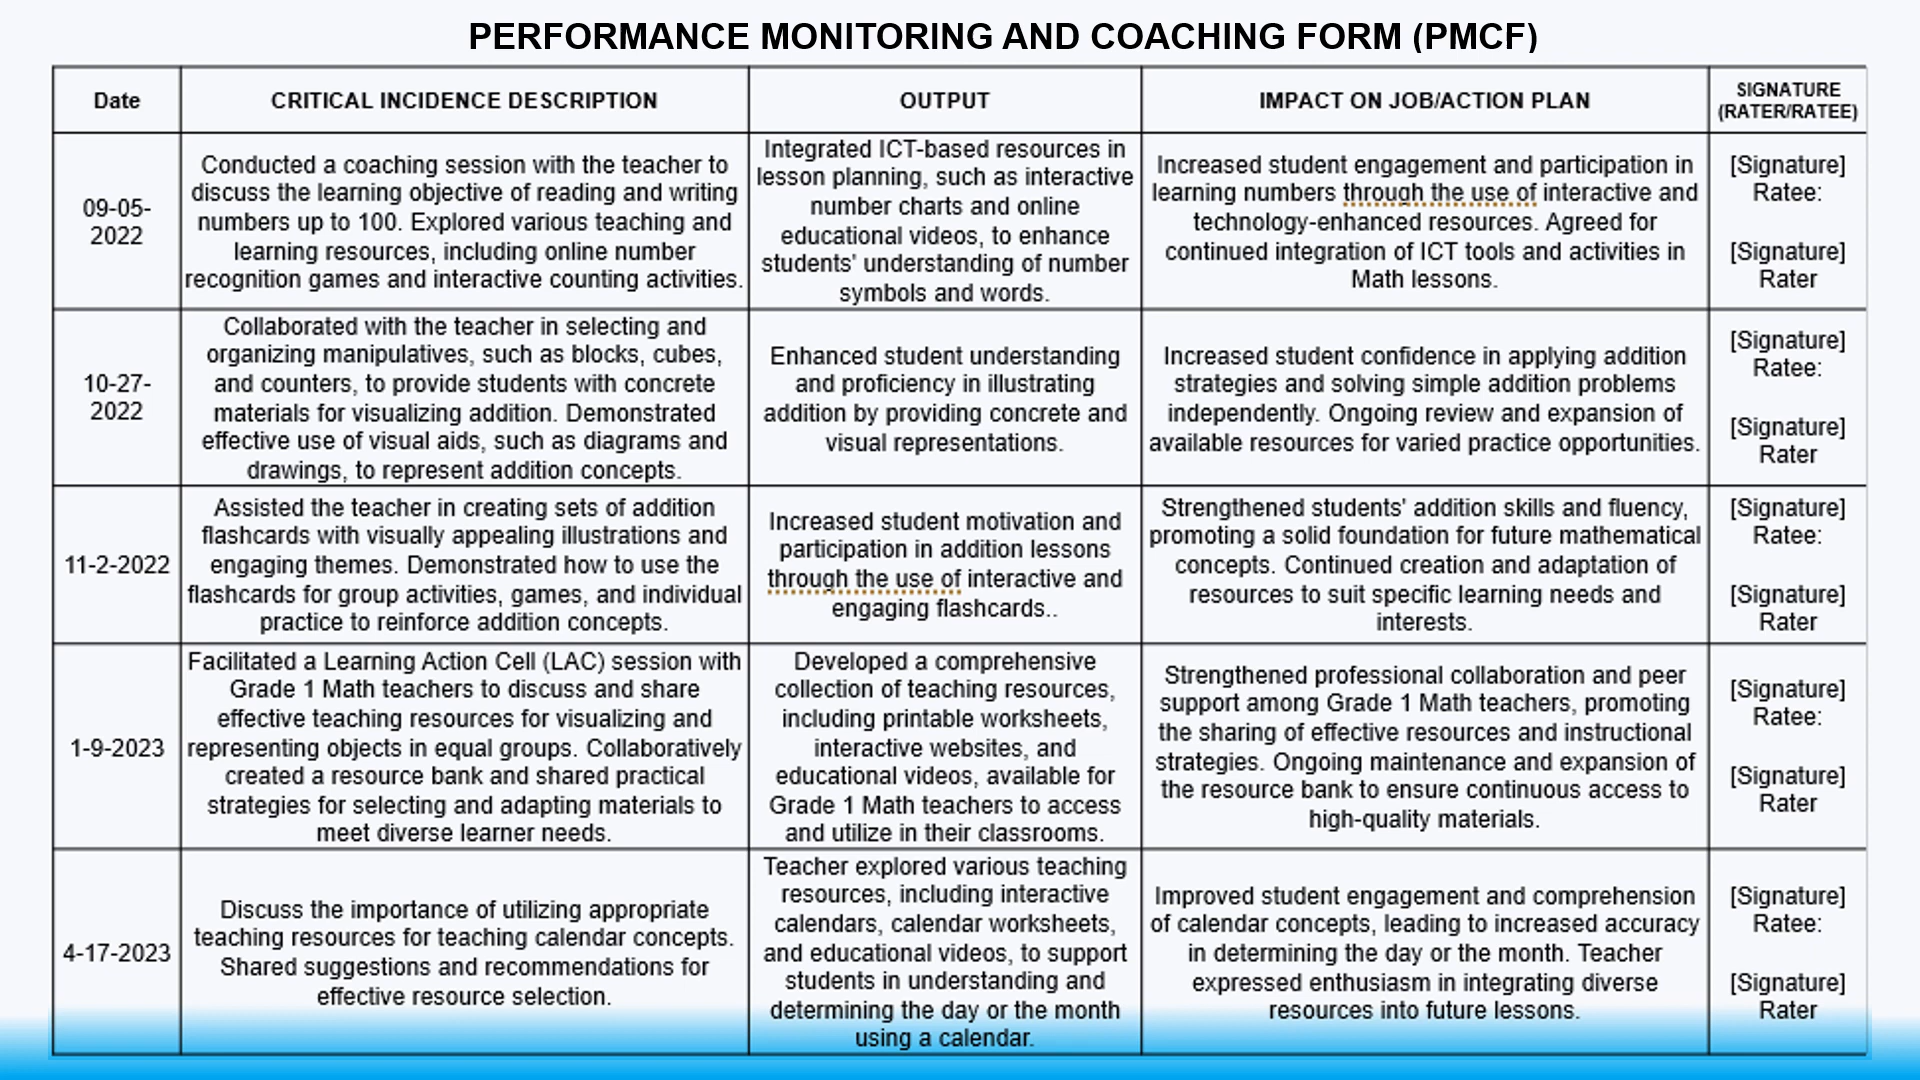 PERFORMANCE MONITORING AND COACHING FORM (PMCF)
Date
CRITICAL INCIDENCE DESCRIPTION
OUTPUT
IMPACT ON JOB/ACTION PLAN
SIGNATURE
(RATER/RATEE)
09-05-
2022
Conducted a coaching session with the teacher to
discuss the learning objective of reading and writing
numbers up to 100. Explored various teaching and
learning resources, including online number
recognition games and interactive counting activities.
Integrated ICT-based resources in
lesson planning, such as interactive
number charts and online
educational videos, to enhance
students' understanding of number
symbols and words.
Increased student engagement and participation in
learning numbers through the use of interactive and
technology-enhanced resources. Agreed for
continued integration of ICT tools and activities in
Math lessons.
[Signature]
Ratee:
[Signature]
Rater
10-27-
2022
Collaborated with the teacher in selecting and
organizing manipulatives, such as blocks, cubes,
and counters, to provide students with concrete
materials for visualizing addition. Demonstrated
effective use of visual aids, such as diagrams and
drawings, to represent addition concepts.
Enhanced student understanding
and proficiency in illustrating
addition by providing concrete and
visual representations.
Increased student confidence in applying addition
strategies and solving simple addition problems
independently. Ongoing review and expansion of
available resources for varied practice opportunities.
[Signature]
Ratee:
[Signature]
Rater
11-2-2022
Assisted the teacher in creating sets of addition
flashcards with visually appealing illustrations and
engaging themes. Demonstrated how to use the
flashcards for group activities, games, and individual
practice to reinforce addition concepts.
Increased student motivation and
participation in addition lessons
through the use of interactive and
engaging flashcards..
Strengthened students' addition skills and fluency,
promoting a solid foundation for future mathematical
concepts. Continued creation and adaptation of
resources to suit specific learning needs and
interests.
[Signature]
Ratee:
[Signature]
Rater
1-9-2023
Facilitated a Learning Action Cell (LAC) session with
Grade 1 Math teachers to discuss and share
effective teaching resources for visualizing and
representing objects in equal groups. Collaboratively
created a resource bank and shared practical
strategies for selecting and adapting materials to
meet diverse learner needs.
Developed a comprehensive
collection of teaching resources,
including printable worksheets,
interactive websites, and
educational videos, available for
Grade 1 Math teachers to access
and utilize in their classrooms.
Strengthened professional collaboration and peer
support among Grade 1 Math teachers, promoting
the sharing of effective resources and instructional
strategies. Ongoing maintenance and expansion of
the resource bank to ensure continuous access to
high-quality materials.
[Signature]
Ratee:
[Signature]
Rater
4-17-2023
Discuss the importance of utilizing appropriate
teaching resources for teaching calendar concepts.
Shared suggestions and recommendations for
effective resource selection.
Teacher explored various teaching
resources, including interactive
calendars, calendar worksheets,
and educational videos, to support
students in understanding and
determining the day or the month
using a calendar.
Improved student engagement and comprehension
of calendar concepts, leading to increased accuracy
in determining the day or the month. Teacher
expressed enthusiasm in integrating diverse
resources into future lessons.
[Signature]
Ratee:
[Signature]
Rater